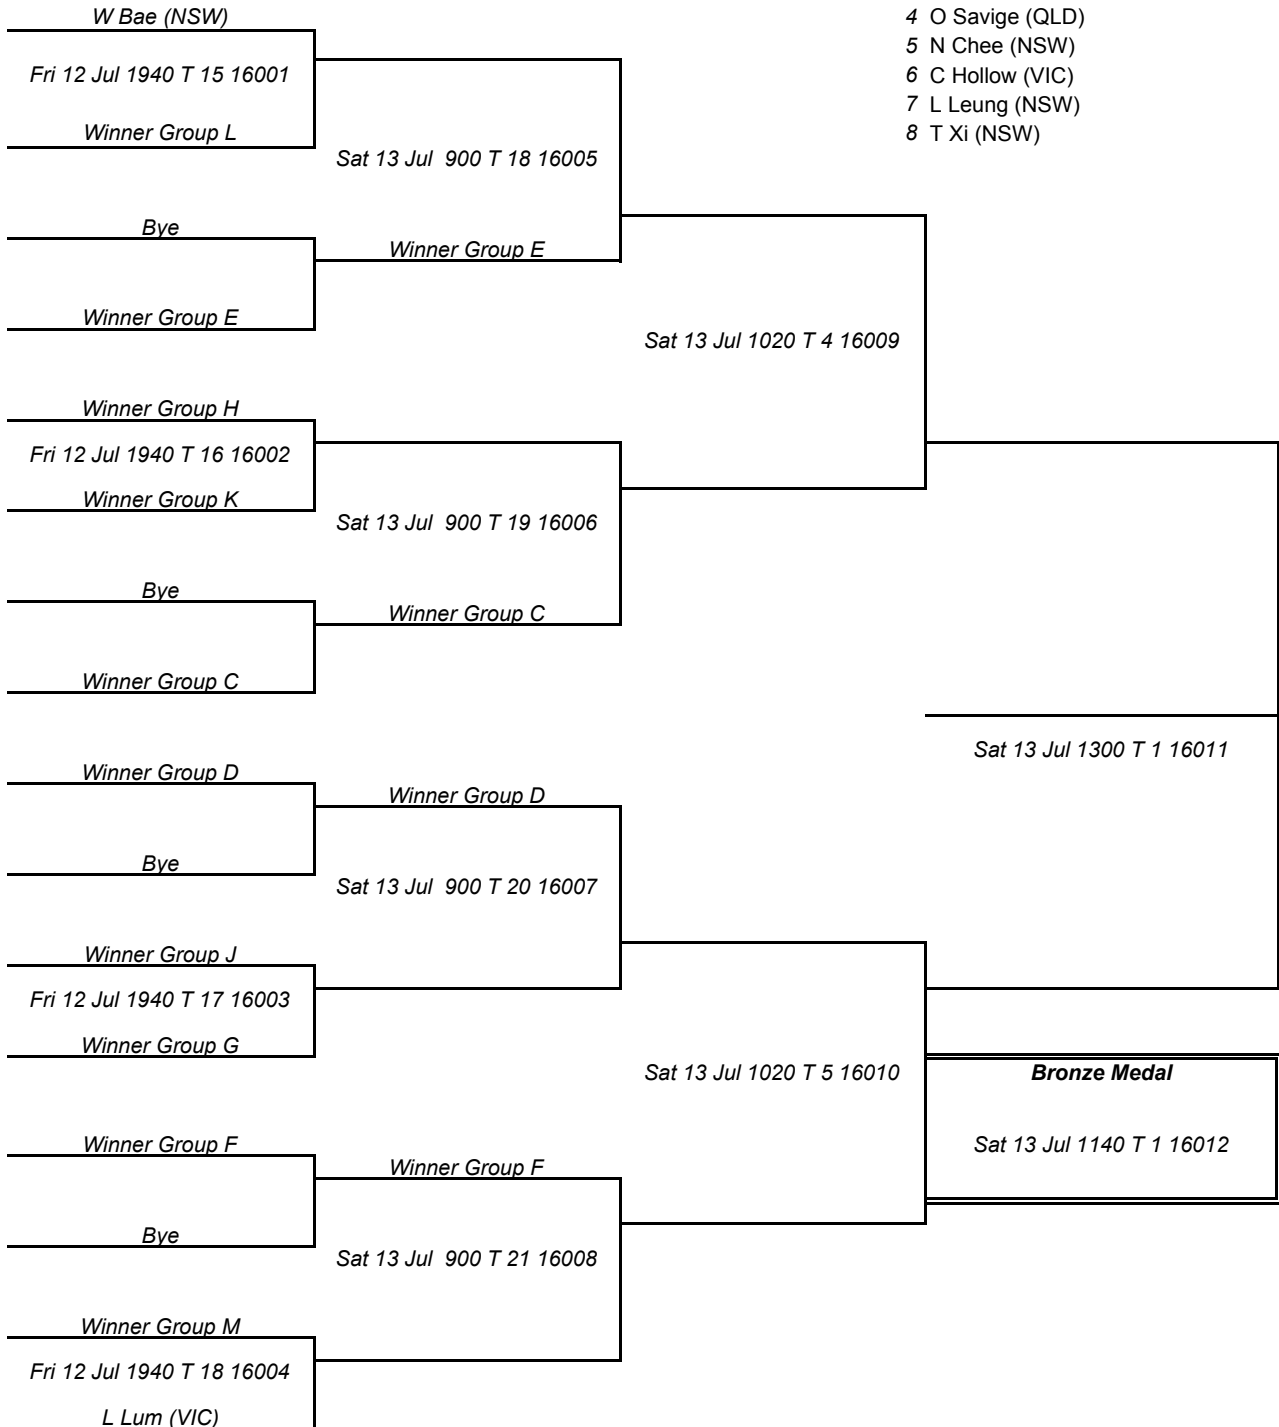 W Bae (NSW)
4 O Savige (QLD)
5 N Chee (NSW)
Fri 12 Jul 1940 T 15 16001
6 C Hollow (VIC)
7 L Leung (NSW)
Winner Group L
8 T Xi (NSW)
Sat 13 Jul  900 T 18 16005
Bye
Winner Group E
Winner Group E
Sat 13 Jul 1020 T 4 16009
Winner Group H
Fri 12 Jul 1940 T 16 16002
Winner Group K
Sat 13 Jul  900 T 19 16006
Bye
Winner Group C
Winner Group C
Sat 13 Jul 1300 T 1 16011
Winner Group D
Winner Group D
Bye
Sat 13 Jul  900 T 20 16007
Winner Group J
Fri 12 Jul 1940 T 17 16003
Winner Group G
Sat 13 Jul 1020 T 5 16010
Bronze Medal
Winner Group F
Sat 13 Jul 1140 T 1 16012
Winner Group F
Bye
Sat 13 Jul  900 T 21 16008
Winner Group M
Fri 12 Jul 1940 T 18 16004
L Lum (VIC)